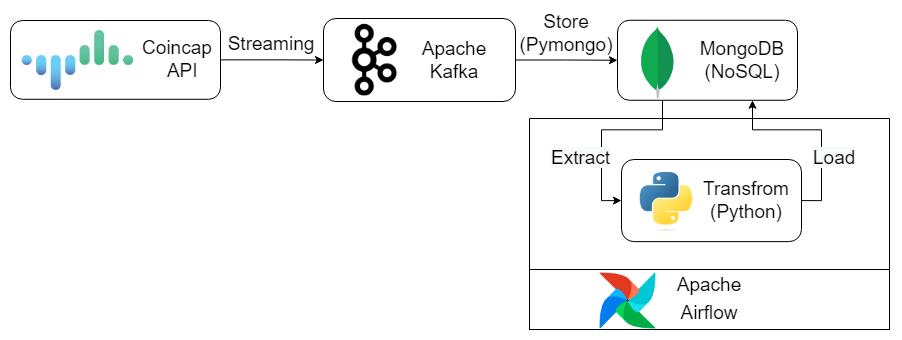 Coincap
API
Streaming
Apache
Kafka
Store
(Pymongo)
MongoDB
(NoSQL)
Extract
Load
Transfrom
(Python)
Apache
Airflow